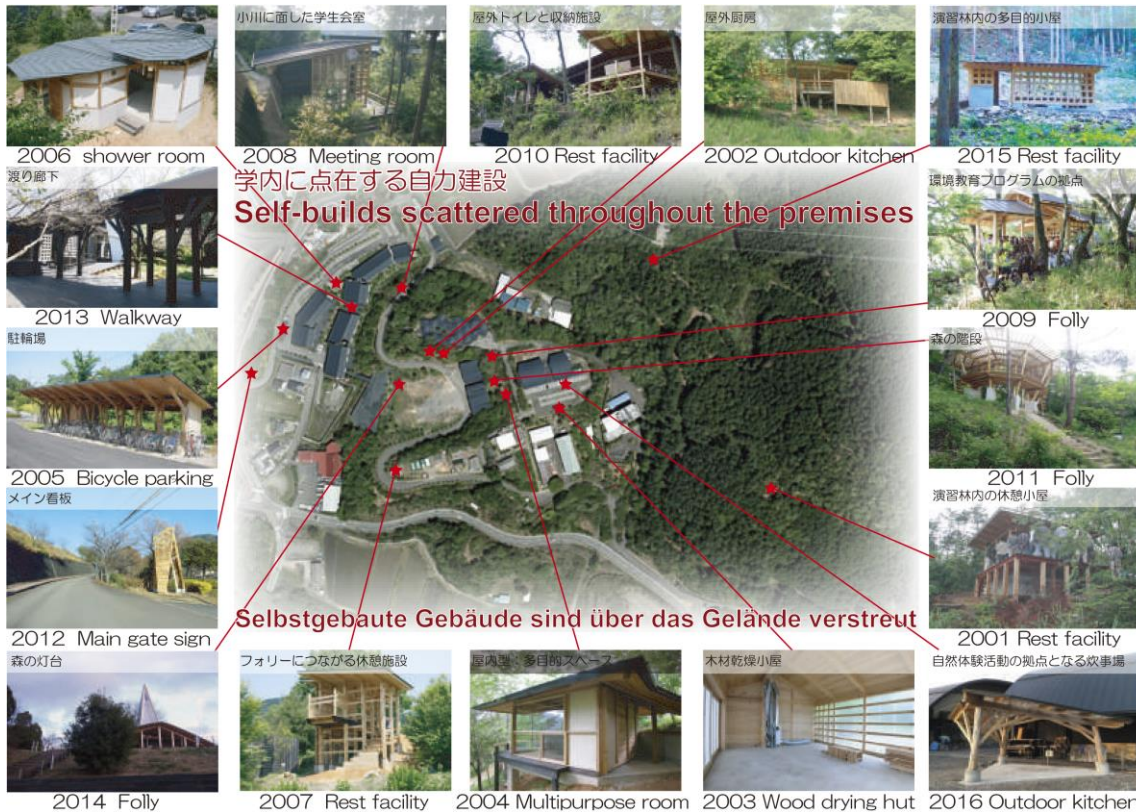 小川に面した学生会室
屋外トイレと収納施設
屋外厨房
演習林内の多目的小屋
2006 shower room
2008 Meeting room
2010 Rest facility
2002 Outdoor kitchen
2015 Rest facility
渡り廊下
学内に点在する自力建設
環境教育プログラムの拠点
Self-builds scattered throughout the premises
2013 Walkway
2009 Folly
駐輪場
森の階段
2005 Bicycle parking
2011 Folly
メイン看板
演習林内の休憩小屋
2012 Main gate sign
Selbstgebaute Gebäude sind über das Gelände verstreut
2001 Rest facility
森の灯台
フォリーにつながる休憩施設
屋内型・多目的スペース
木材乾燥小屋
自然体験活動の拠点となる炊事場
2014 Folly
2007 Rest facility
2004 Multipurpose room
2003 Wood drying hut
2016 Outdoor kitchen